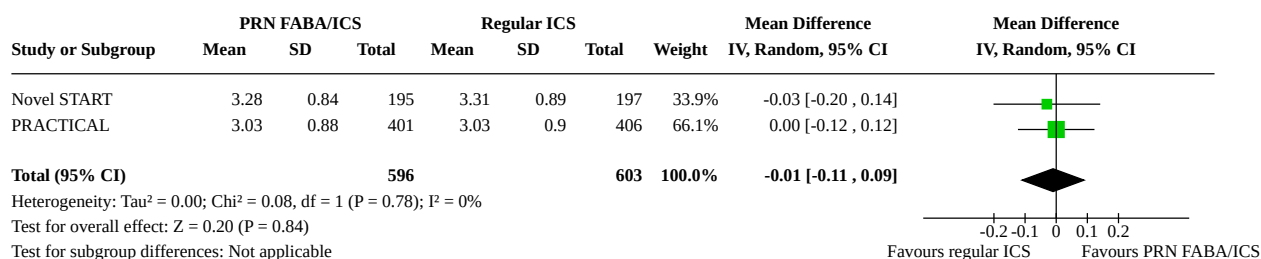 PRN FABA/ICS Regular ICS Mean Difference Mean Difference
Study or Subgroup Mean SD Total Mean SD Total Weight IV, Random, 95% CI IV, Random, 95% CI
Novel START 3.28 0.84 195 3.31 0.89 197 33.9% -0.03 [-0.20 , 0.14]
PRACTICAL 3.03 0.88 401 3.03 0.9 406 66.1% 0.00 [-0.12 , 0.12]
Total (95% CI) 596 603 100.0% -0.01 [-0.11 , 0.09]
Heterogeneity: Tau² = 0.00; Chi² = 0.08, df = 1 (P = 0.78); I² = 0%
Test for overall effect: Z = 0.20 (P = 0.84) -0.2 -0.1 0 0.1 0.2
Test for subgroup differences: Not applicable Favours regular ICS Favours PRN FABA/ICS